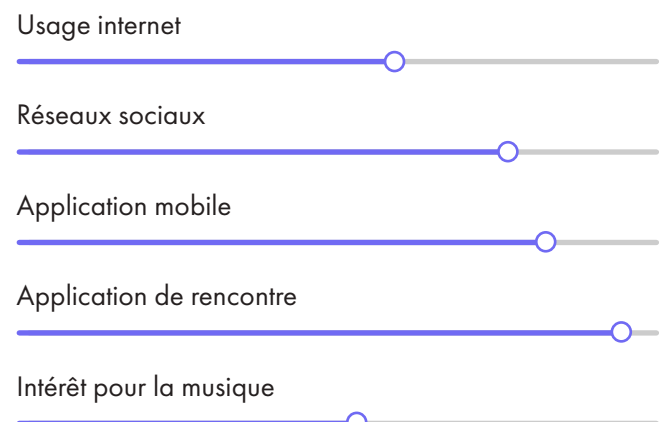 Usage internet
Réseaux sociaux
Application mobile
Application de rencontre
Intérêt pour la musique